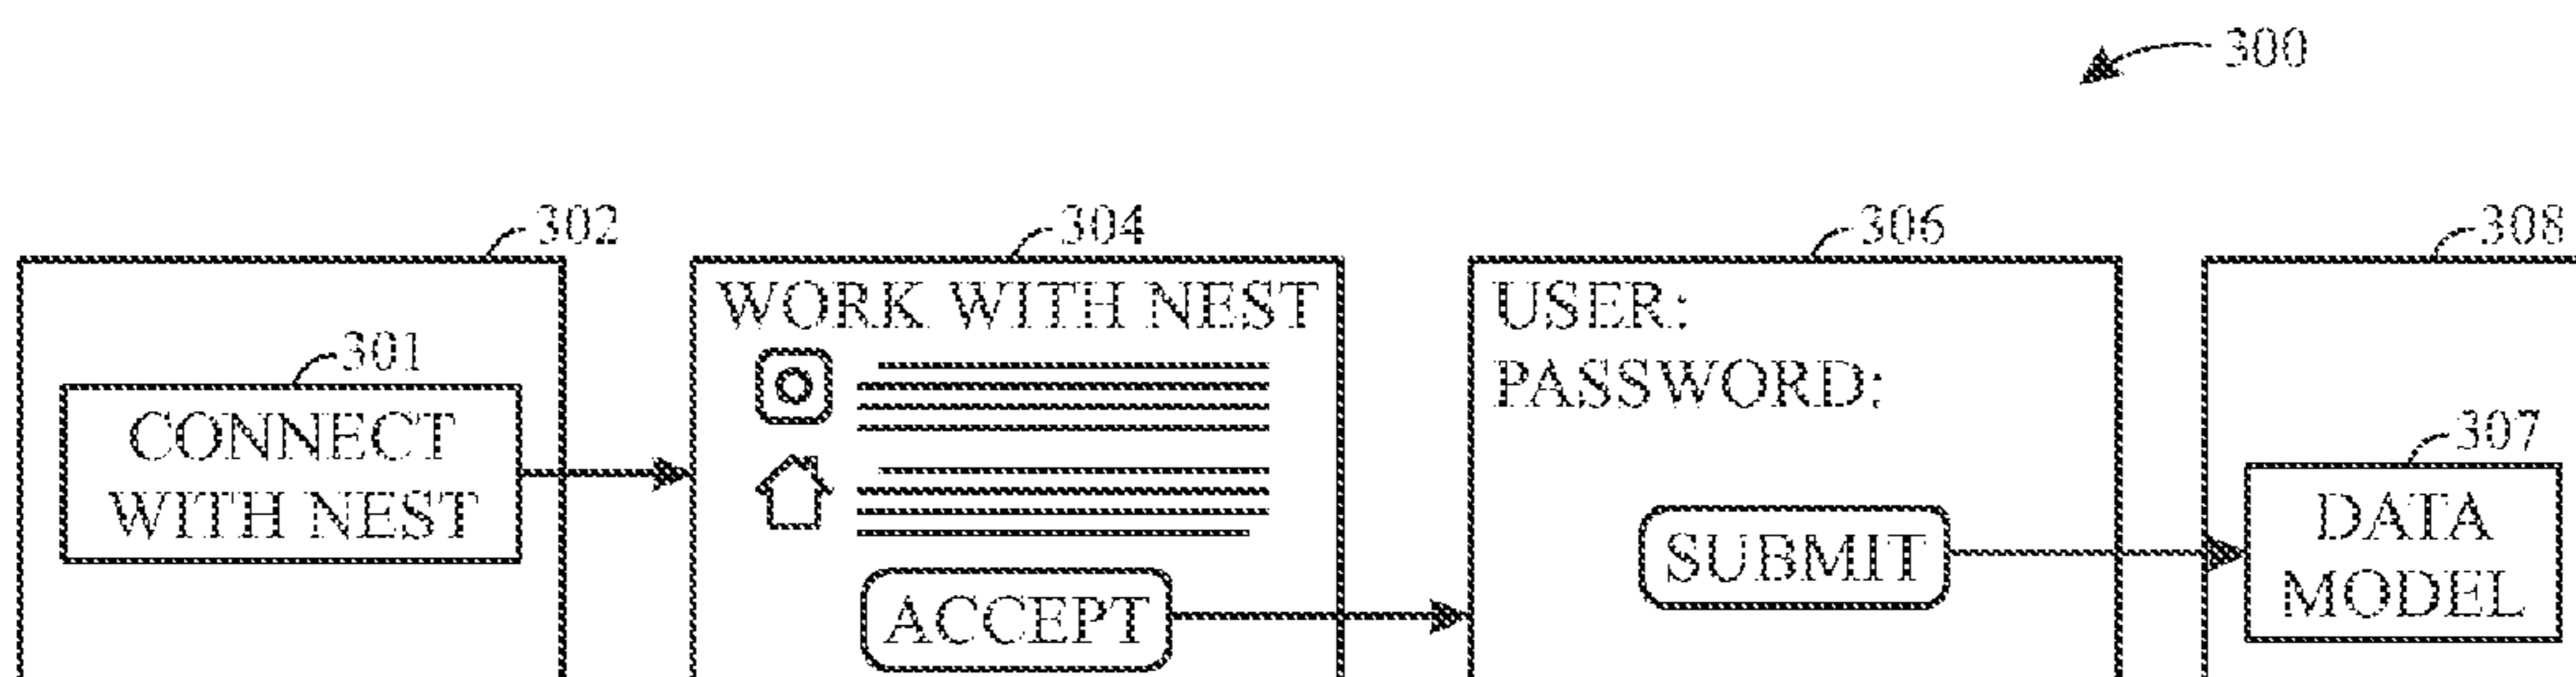 300
302
301
CONNECT
WITH NEST
304
WORK WITH NEST
ACCEPT
306
USER:
PASSWORD:
SUBMIT
308
307
DATA
MODEL